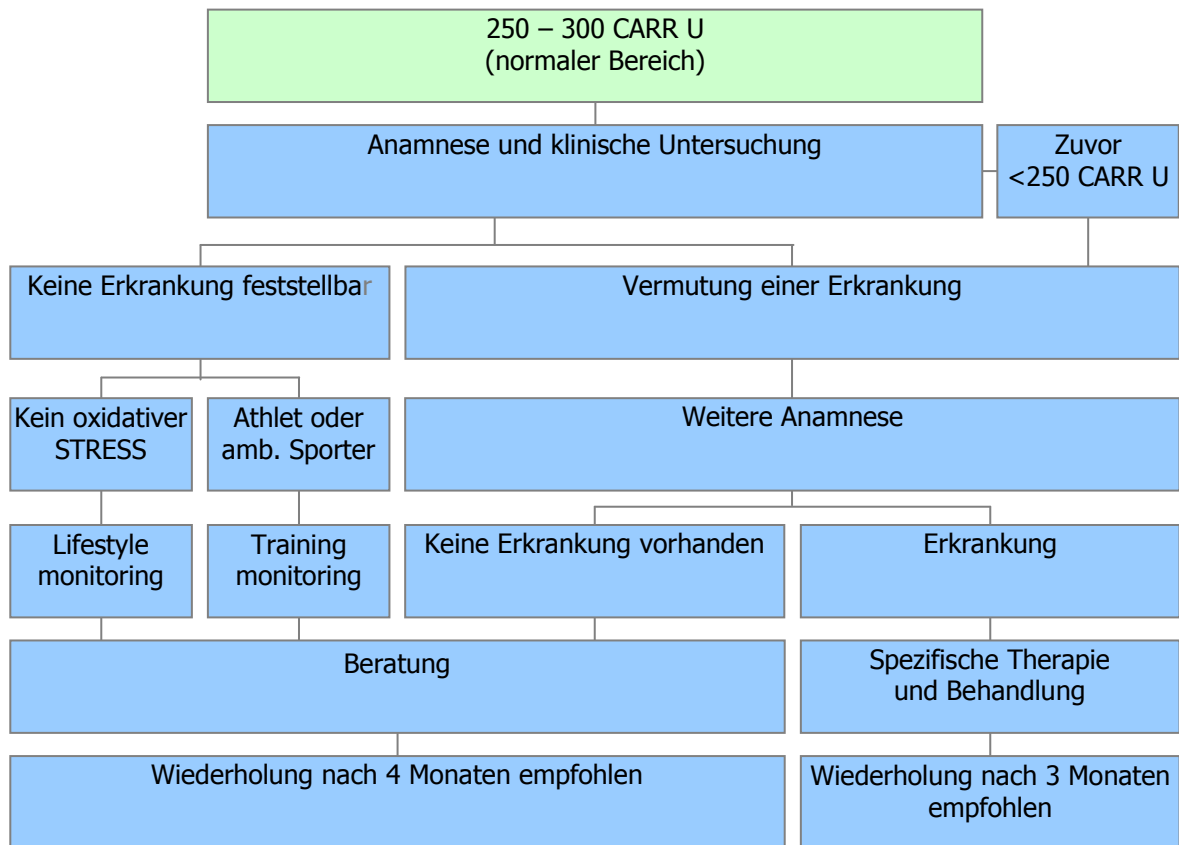 250 – 300 CARR U
(normaler Bereich)
Anamnese und klinische Untersuchung
Zuvor
<250 CARR U
Keine Erkrankung feststellbar
Vermutung einer Erkrankung
Kein oxidativer
STRESS
Athlet oder
amb. Sporter
Weitere Anamnese
Lifestyle
monitoring
Training
monitoring
Keine Erkrankung vorhanden
Erkrankung
Beratung
Spezifische Therapie
und Behandlung
Wiederholung nach 4 Monaten empfohlen
Wiederholung nach 3 Monaten
empfohlen